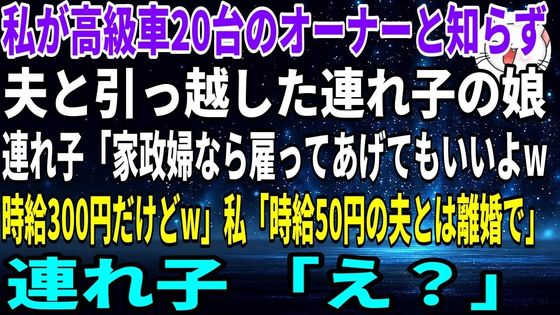 私が高級車20台のオーナーと知らず
夫と引っ越した連れ子の娘
連れ子「家政婦なら雇ってあげてもいいよw
時給300円だけどw」私「時給50円の夫とは離婚で」
連れ子「え？」